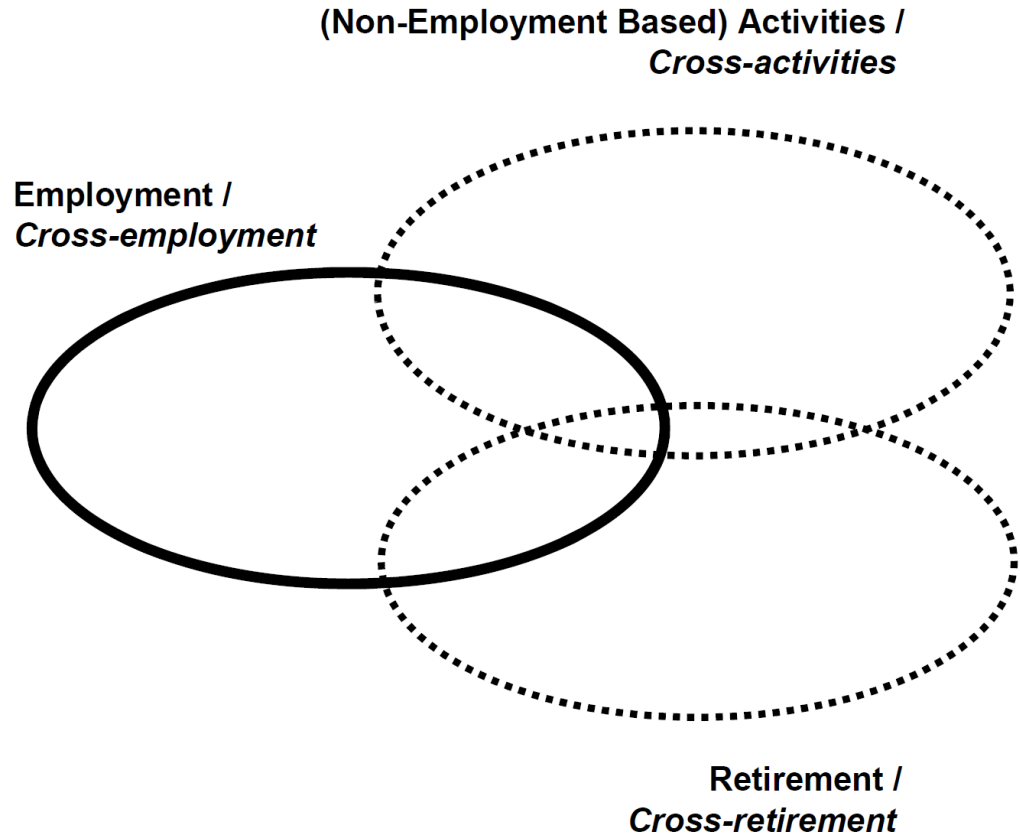 (Non-Employment Based) Activities /
Cross-activities
Employment /
Cross-employment
Retirement /
Cross-retirement